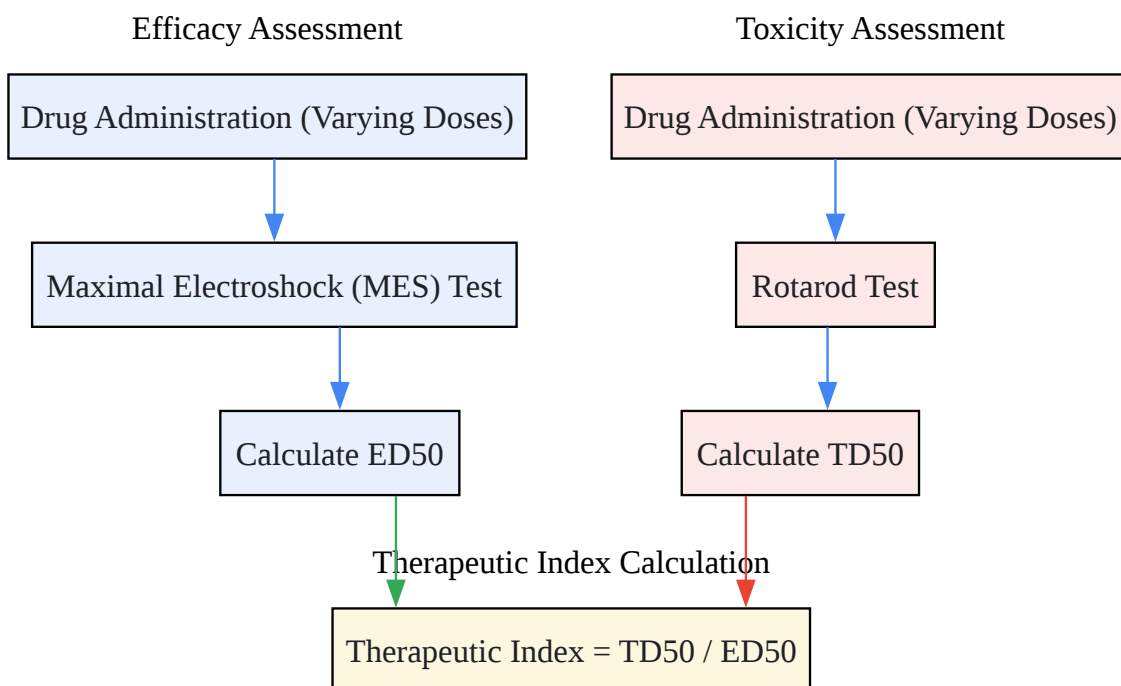 Efficacy Assessment
Toxicity Assessment
Drug Administration (Varying Doses)
Drug Administration (Varying Doses)
Maximal Electroshock (MES) Test
Rotarod Test
Calculate ED50
Calculate TD50
Therapeutic Index Calculation
Therapeutic Index = TD50 / ED50